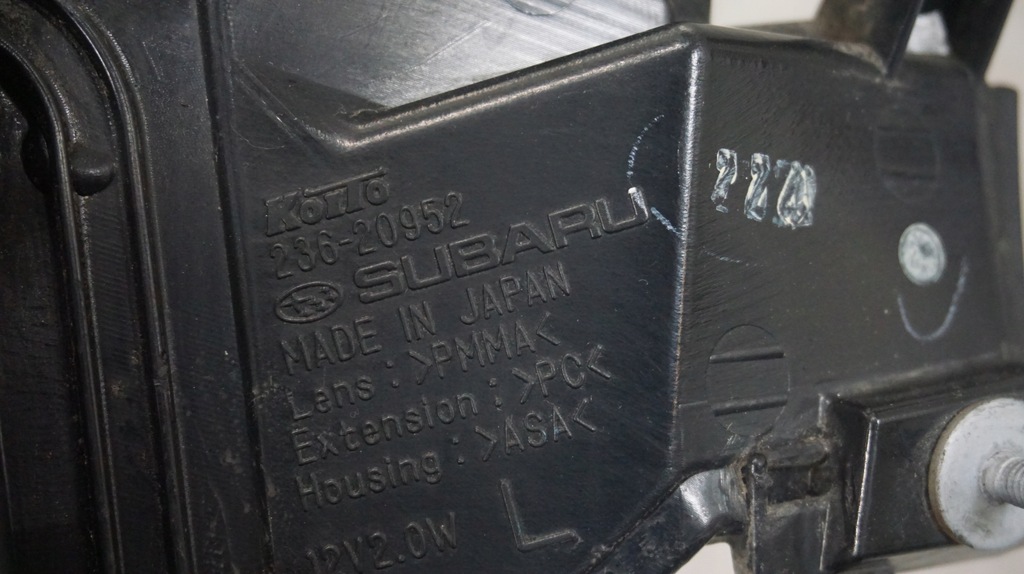 KOITO
236-20952
SUBARU
MADE IN JAPAN
Lens : >PMMA<
Extension : >PC<
Housing : >ASA<
12V2.0W
L